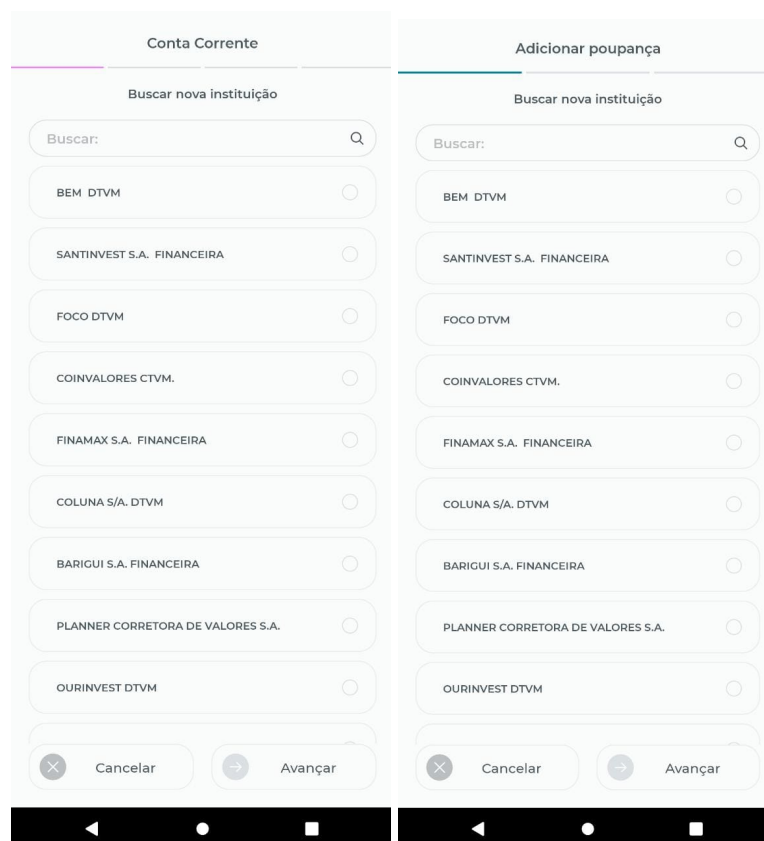 Conta Corrente
Buscar nova instituição
Buscar:
BEM DTVM
SANTINVEST S.A. FINANCEIRA
FOCO DTVM
COINVALORES CTVM.
FINAMAX S.A. FINANCEIRA
COLUNA S/A. DTVM
BARIGUI S.A. FINANCEIRA
PLANNER CORRETORA DE VALORES S.A.
OURINVEST DTVM
Cancelar
Avançar
Adicionar poupança
Buscar nova instituição
Buscar:
BEM DTVM
SANTINVEST S.A. FINANCEIRA
FOCO DTVM
COINVALORES CTVM.
FINAMAX S.A. FINANCEIRA
COLUNA S/A. DTVM
BARIGUI S.A. FINANCEIRA
PLANNER CORRETORA DE VALORES S.A.
OURINVEST DTVM
Cancelar
Avançar